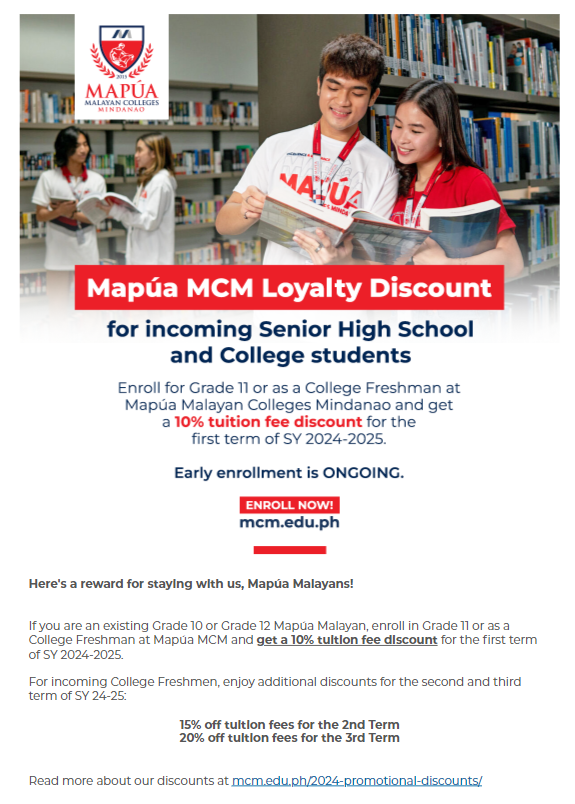 MAPÚA
MALAYAN COLLEGES
MINDANAO
MAPÚA
Mapúa MCM Loyalty Discount
for incoming Senior High School
and College students
Enroll for Grade 11 or as a College Freshman at
Mapúa Malayan Colleges Mindanao and get
a 10% tuition fee discount for the
first term of SY 2024-2025.
Early enrollment is ONGOING.
ENROLL NOW!
mcm.edu.ph
Here's a reward for staying with us, Mapúa Malayans!
If you are an existing Grade 10 or Grade 12 Mapúa Malayan, enroll in Grade 11 or as a
College Freshman at Mapúa MCM and get a 10% tuition fee discount for the first term
of SY 2024-2025.
For incoming College Freshmen, enjoy additional discounts for the second and third
term of SY 24-25:
15% off tuition fees for the 2nd Term
20% off tuition fees for the 3rd Term
Read more about our discounts at mcm.edu.ph/2024-promotional-discounts/